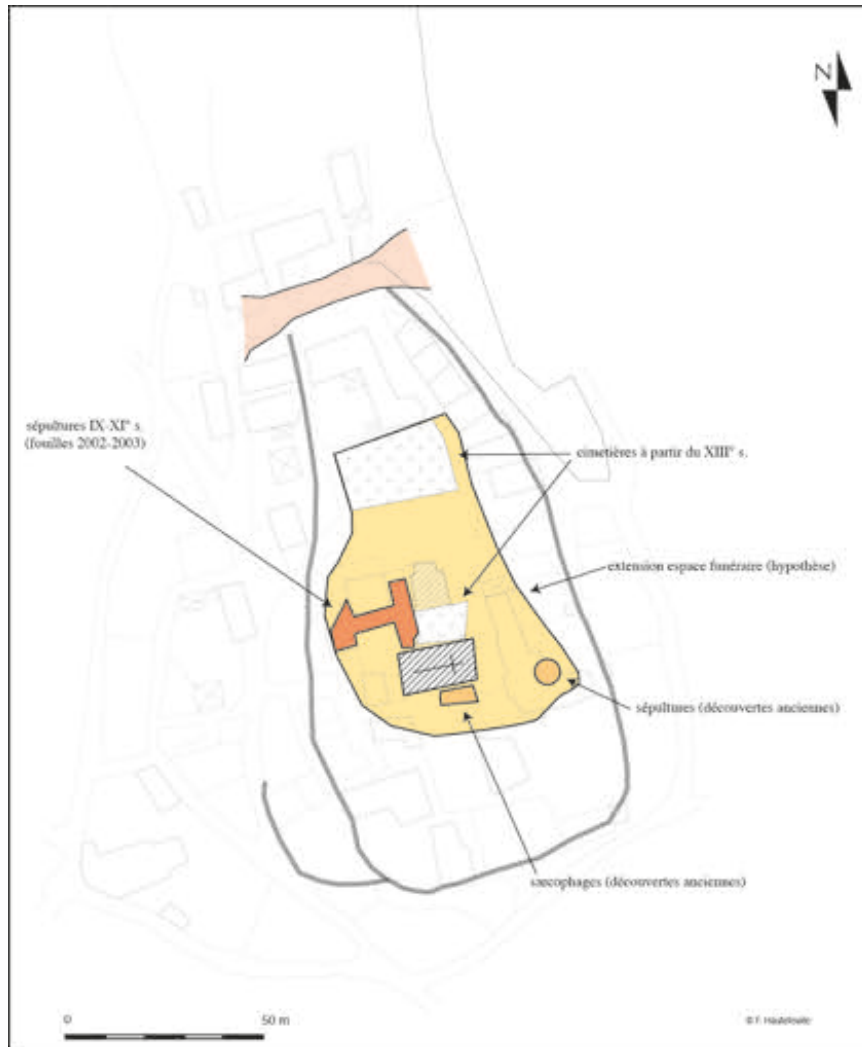 N
sépultures IX-XIᵉ s.
(fouilles 2002-2003)
cimetières à partir du XIIIᵉ s.
extension espace funéraire (hypothèse)
sépultures (découvertes anciennes)
sarcophages (découvertes anciennes)
0 50 m
© F. Hautefeuille